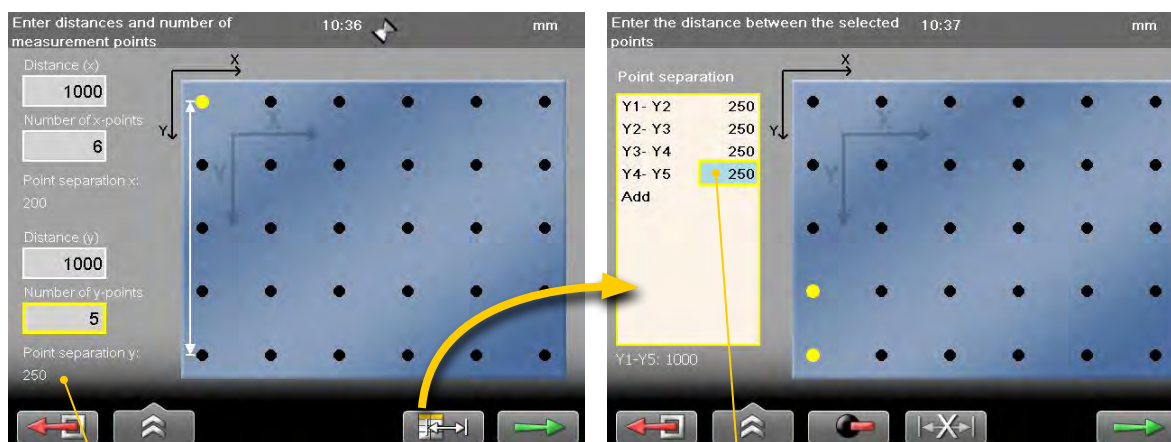 Enter distances and number of
measurement points
10:36
mm
Distance (x)
1000
Number of x-points
6
Point separation x:
200
Distance (y)
1000
Number of y-points
5
Point separation y:
250
X
Y
X
Y
Enter the distance between the selected
points
10:37
mm
Point separation
Y1- Y2 250
Y2- Y3 250
Y3- Y4 250
Y4- Y5 250
Add
Y1-Y5: 1000
X
Y
X
Y